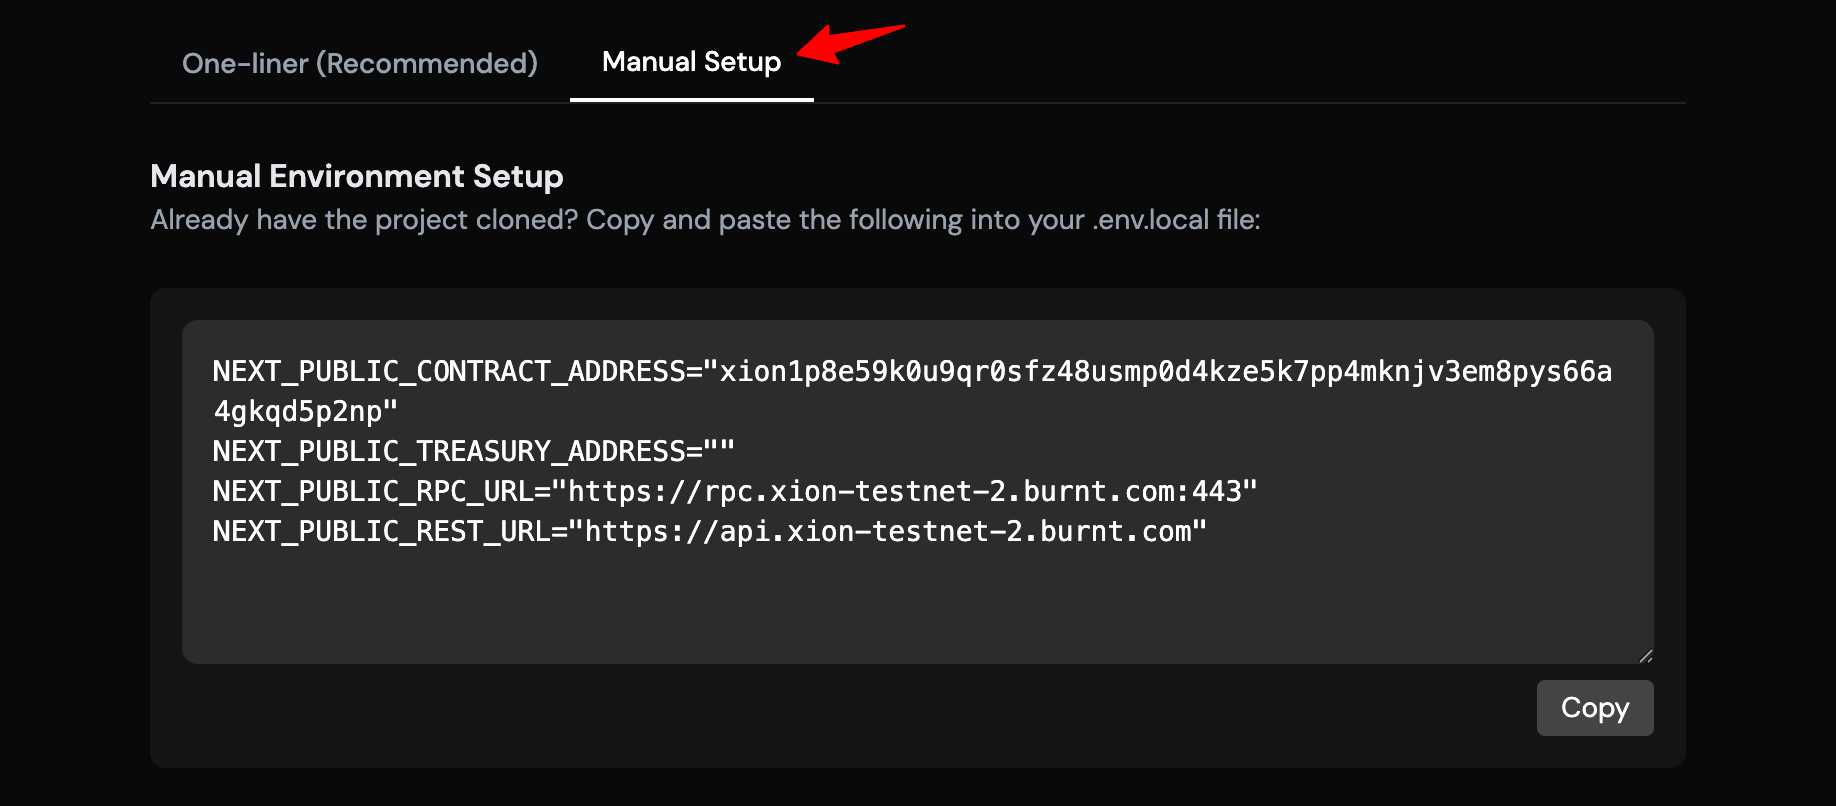 One-liner (Recommended)
Manual Setup
Manual Environment Setup
Already have the project cloned? Copy and paste the following into your .env.local file:
NEXT_PUBLIC_CONTRACT_ADDRESS="xion1p8e59k0u9qr0sfz48usmp0d4kze5k7pp4mknjv3em8pys66a
4gkqd5p2np"
NEXT_PUBLIC_TREASURY_ADDRESS=""
NEXT_PUBLIC_RPC_URL="https://rpc.xion-testnet-2.burnt.com:443"
NEXT_PUBLIC_REST_URL="https://api.xion-testnet-2.burnt.com"
Copy